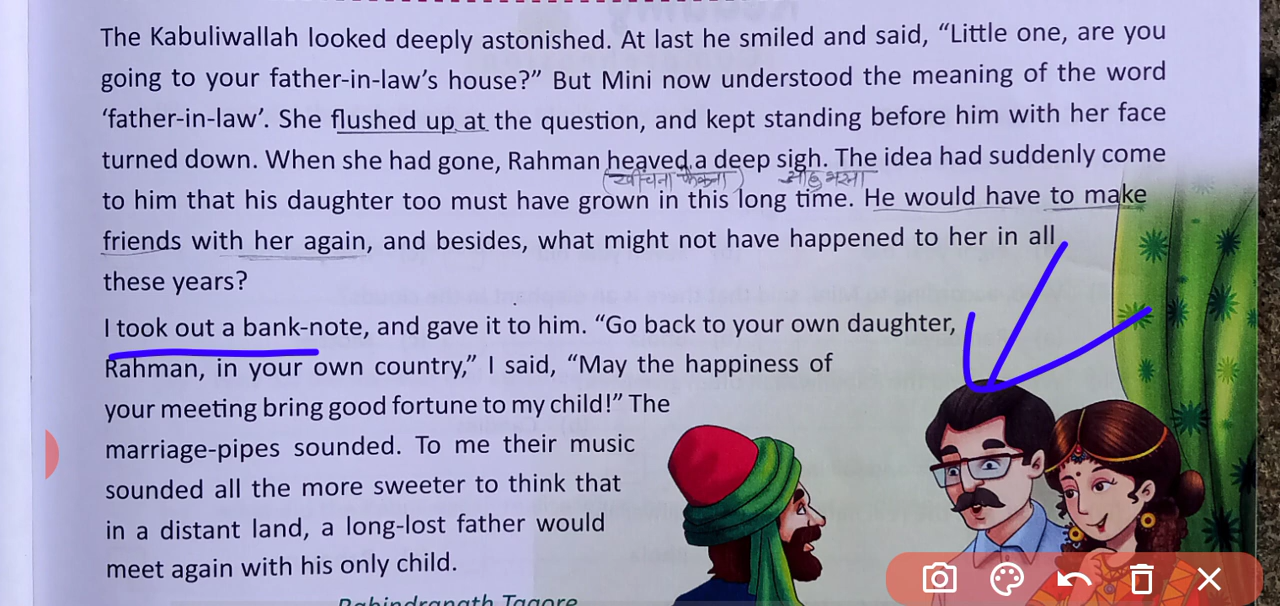 The Kabuliwallah looked deeply astonished. At last he smiled and said, “Little one, are you
going to your father-in-law’s house?” But Mini now understood the meaning of the word
‘father-in-law’. She flushed up at the question, and kept standing before him with her face
turned down. When she had gone, Rahman heaved a deep sigh. The idea had suddenly come
(खींचना फेकना) आह भरना
to him that his daughter too must have grown in this long time. He would have to make
friends with her again, and besides, what might not have happened to her in all
these years?
I took out a bank-note, and gave it to him. “Go back to your own daughter,
Rahman, in your own country,” I said, “May the happiness of
your meeting bring good fortune to my child!” The
marriage-pipes sounded. To me their music
sounded all the more sweeter to think that
in a distant land, a long-lost father would
meet again with his only child.
Rabindranath Tagore